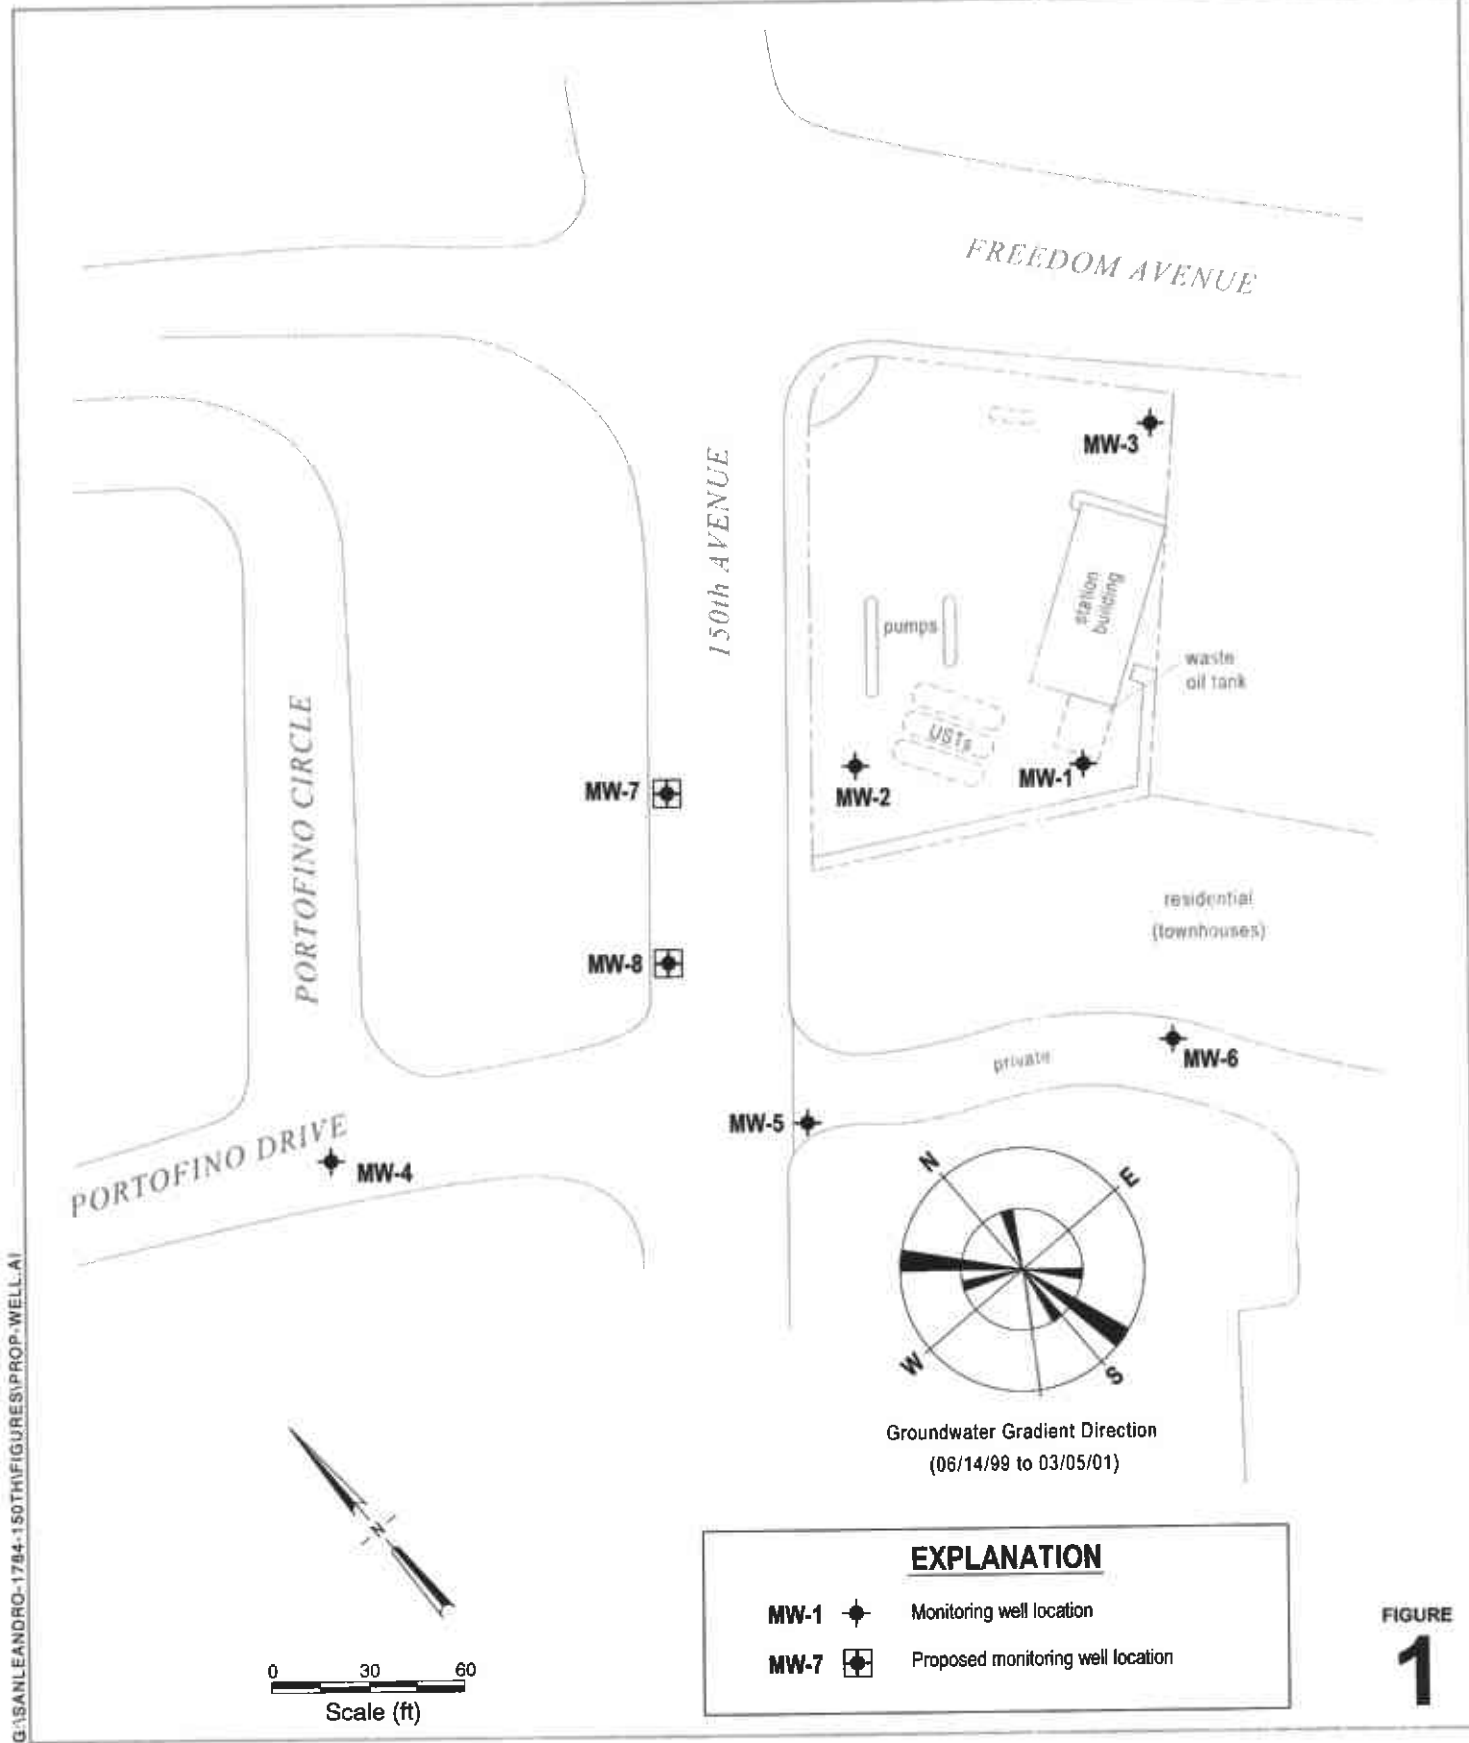 FREEDOM AVENUE
MW-3
150th AVENUE
station
building
pumps
waste
oil tank
USTs
PORTOFINO CIRCLE
MW-7
MW-2
MW-1
residential
(townhouses)
MW-8
private
MW-6
MW-5
PORTOFINO DRIVE
MW-4
N
E
W
S
Groundwater Gradient Direction
(06/14/99 to 03/05/01)
N
0 30 60
Scale (ft)
EXPLANATION
MW-1 Monitoring well location
MW-7 Proposed monitoring well location
FIGURE
1
G:\SANLEANDRO-1784-150TH\FIGURES\PROP-WELL.AI